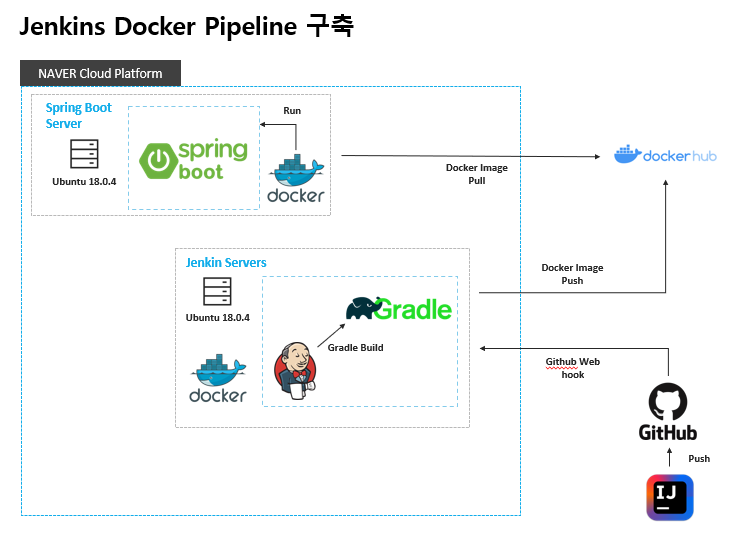 Jenkins Docker Pipeline 구축
NAVER Cloud Platform
Spring Boot
Server
Ubuntu 18.0.4
spring
boot
Run
docker
Docker Image
Pull
dockerhub
Jenkin Servers
Ubuntu 18.0.4
docker
Gradle
Gradle Build
Docker Image
Push
Github Web
hook
GitHub
Push
IJ